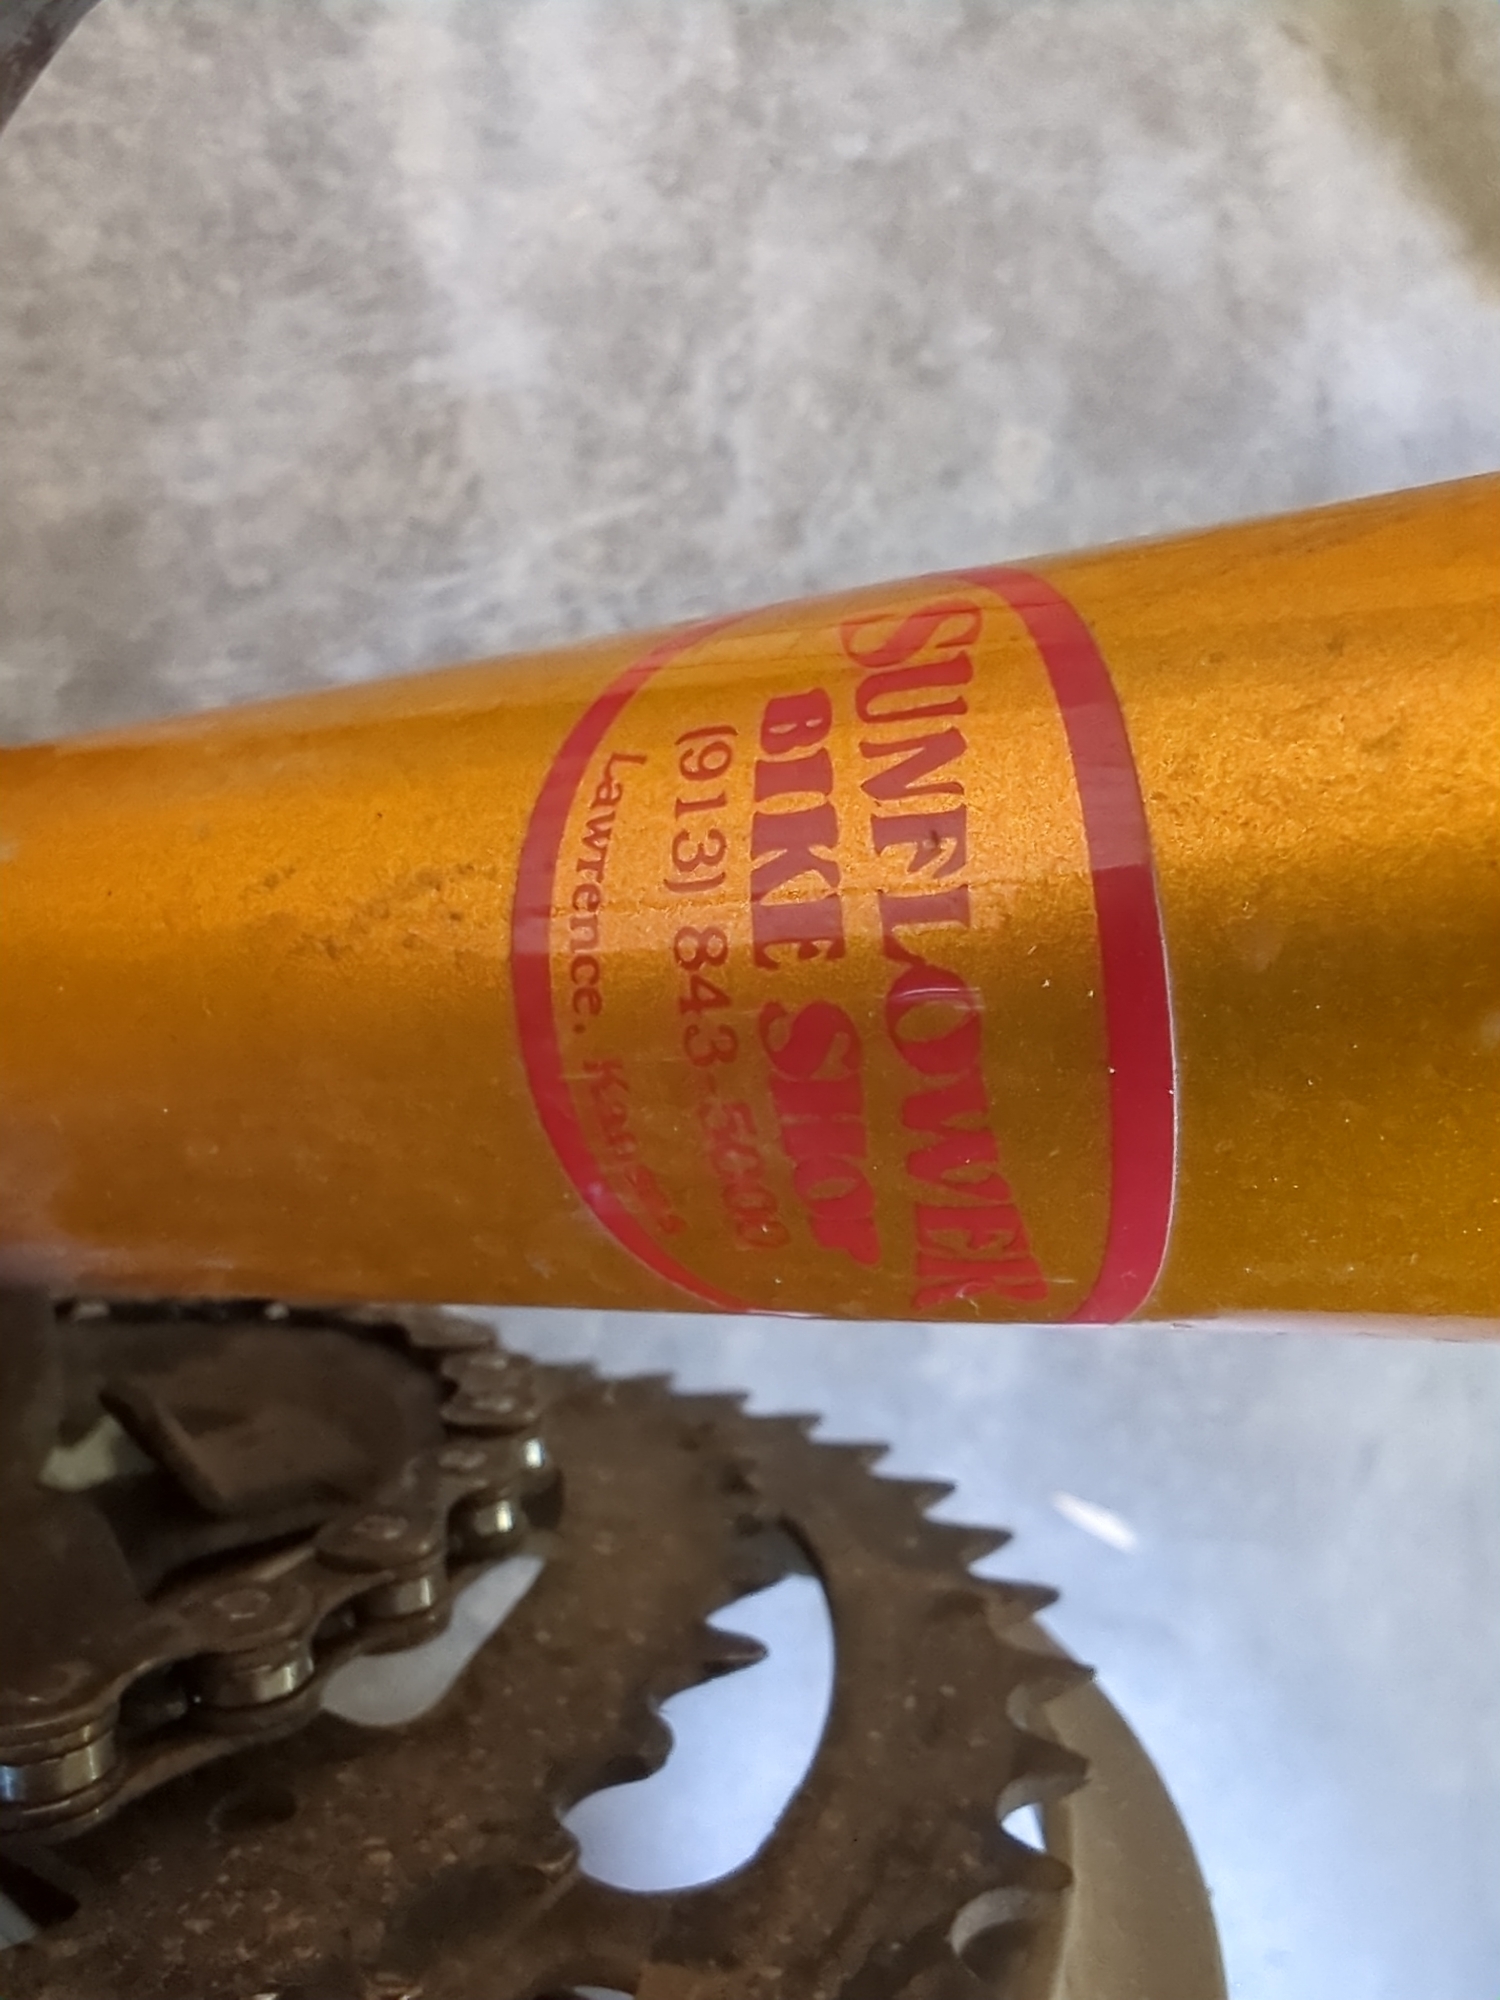 SUNFLOWER
BIKE SHOP
(913) 843-5000
Lawrence, Kansas